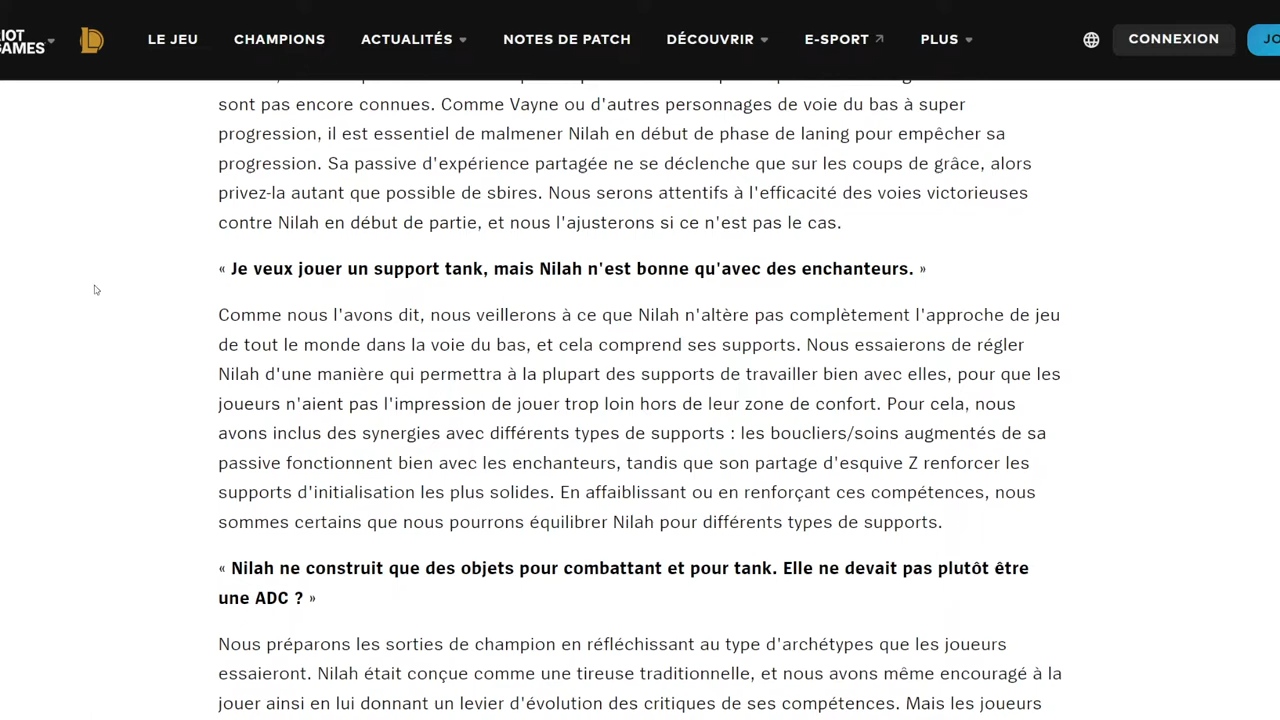 RIOT
GAMES
LE JEU
CHAMPIONS
ACTUALITÉS
NOTES DE PATCH
DÉCOUVRIR
E-SPORT
PLUS
CONNEXION
JO
sont pas encore connues. Comme Vayne ou d'autres personnages de voie du bas à super
progression, il est essentiel de malmener Nilah en début de phase de laning pour empêcher sa
progression. Sa passive d'expérience partagée ne se déclenche que sur les coups de grâce, alors
privez-la autant que possible de sbires. Nous serons attentifs à l'efficacité des voies victorieuses
contre Nilah en début de partie, et nous l'ajusterons si ce n'est pas le cas.
« Je veux jouer un support tank, mais Nilah n'est bonne qu'avec des enchanteurs. »
Comme nous l'avons dit, nous veillerons à ce que Nilah n'altère pas complètement l'approche de jeu
de tout le monde dans la voie du bas, et cela comprend ses supports. Nous essaierons de régler
Nilah d'une manière qui permettra à la plupart des supports de travailler bien avec elles, pour que les
joueurs n'aient pas l'impression de jouer trop loin hors de leur zone de confort. Pour cela, nous
avons inclus des synergies avec différents types de supports : les boucliers/soins augmentés de sa
passive fonctionnent bien avec les enchanteurs, tandis que son partage d'esquive Z renforcer les
supports d'initialisation les plus solides. En affaiblissant ou en renforçant ces compétences, nous
sommes certains que nous pourrons équilibrer Nilah pour différents types de supports.
« Nilah ne construit que des objets pour combattant et pour tank. Elle ne devait pas plutôt être
une ADC ? »
Nous préparons les sorties de champion en réfléchissant au type d'archétypes que les joueurs
essaieront. Nilah était conçue comme une tireuse traditionnelle, et nous avons même encouragé à la
jouer ainsi en lui donnant un levier d'évolution des critiques de ses compétences. Mais les joueurs